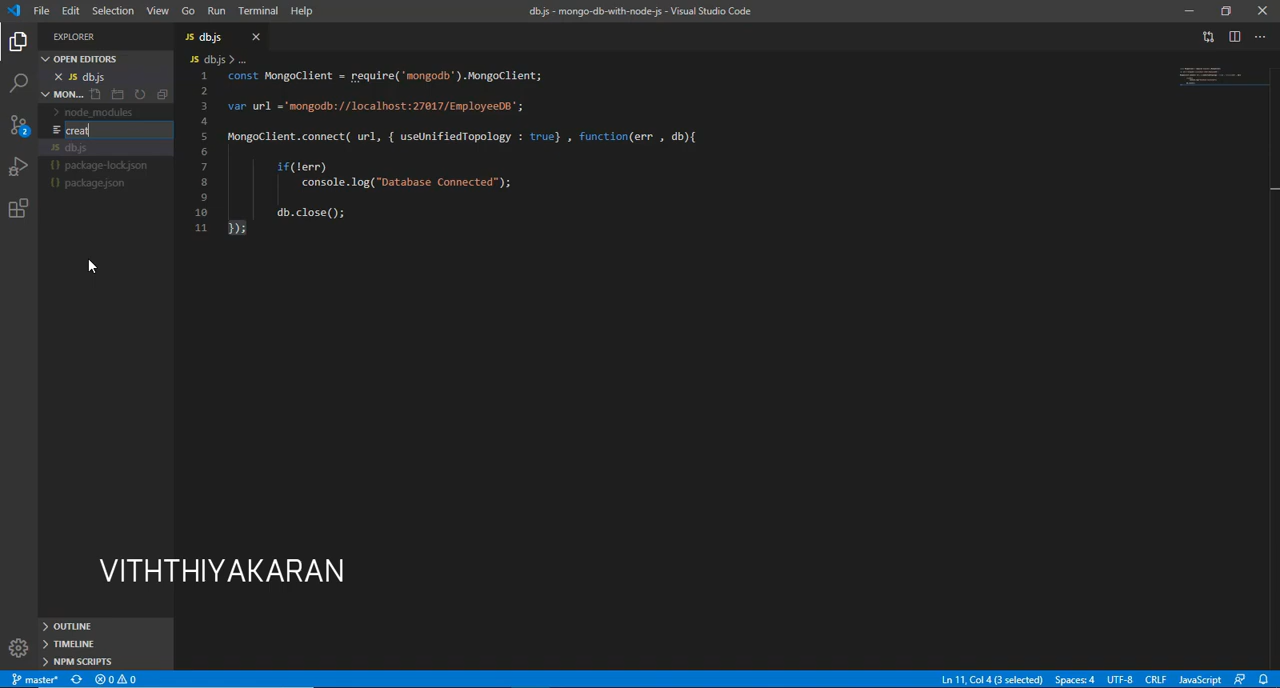 File Edit Selection View Go Run Terminal Help
db.js - mongo-db-with-node-js - Visual Studio Code
EXPLORER
OPEN EDITORS
JS db.js
MON...
node_modules
creat
JS db.js
{} package-lock.json
{} package.json
OUTLINE
TIMELINE
NPM SCRIPTS
2
JS db.js
JS db.js > ...
1 const MongoClient = require('mongodb').MongoClient;
2
3 var url ='mongodb://localhost:27017/EmployeeDB';
4
5 MongoClient.connect( url, { useUnifiedTopology : true} , function(err , db){
6
7 if(!err)
8 console.log("Database Connected");
9
10 db.close();
11 });
VITHTHIYAKARAN
master* 0 0 Ln 11, Col 4 (3 selected) Spaces: 4 UTF-8 CRLF JavaScript